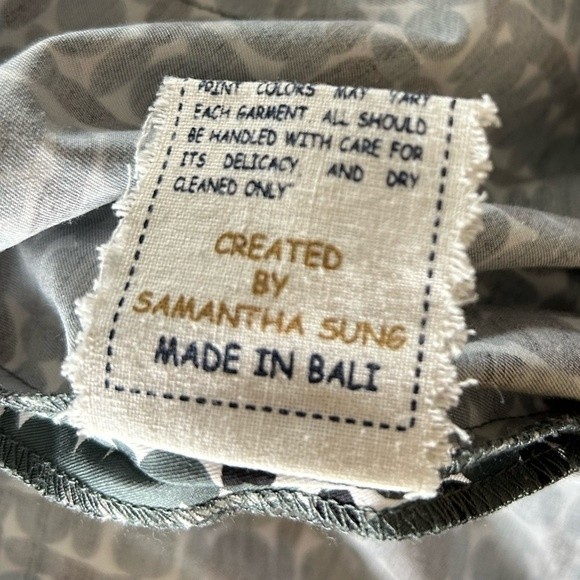 POINT COLORS MAY VARY
EACH GARMENT. ALL SHOULD
BE HANDLED WITH CARE FOR
ITS DELICACY, AND DRY
CLEANED ONLY"
CREATED
BY
SAMANTHA SUNG
MADE IN BALI